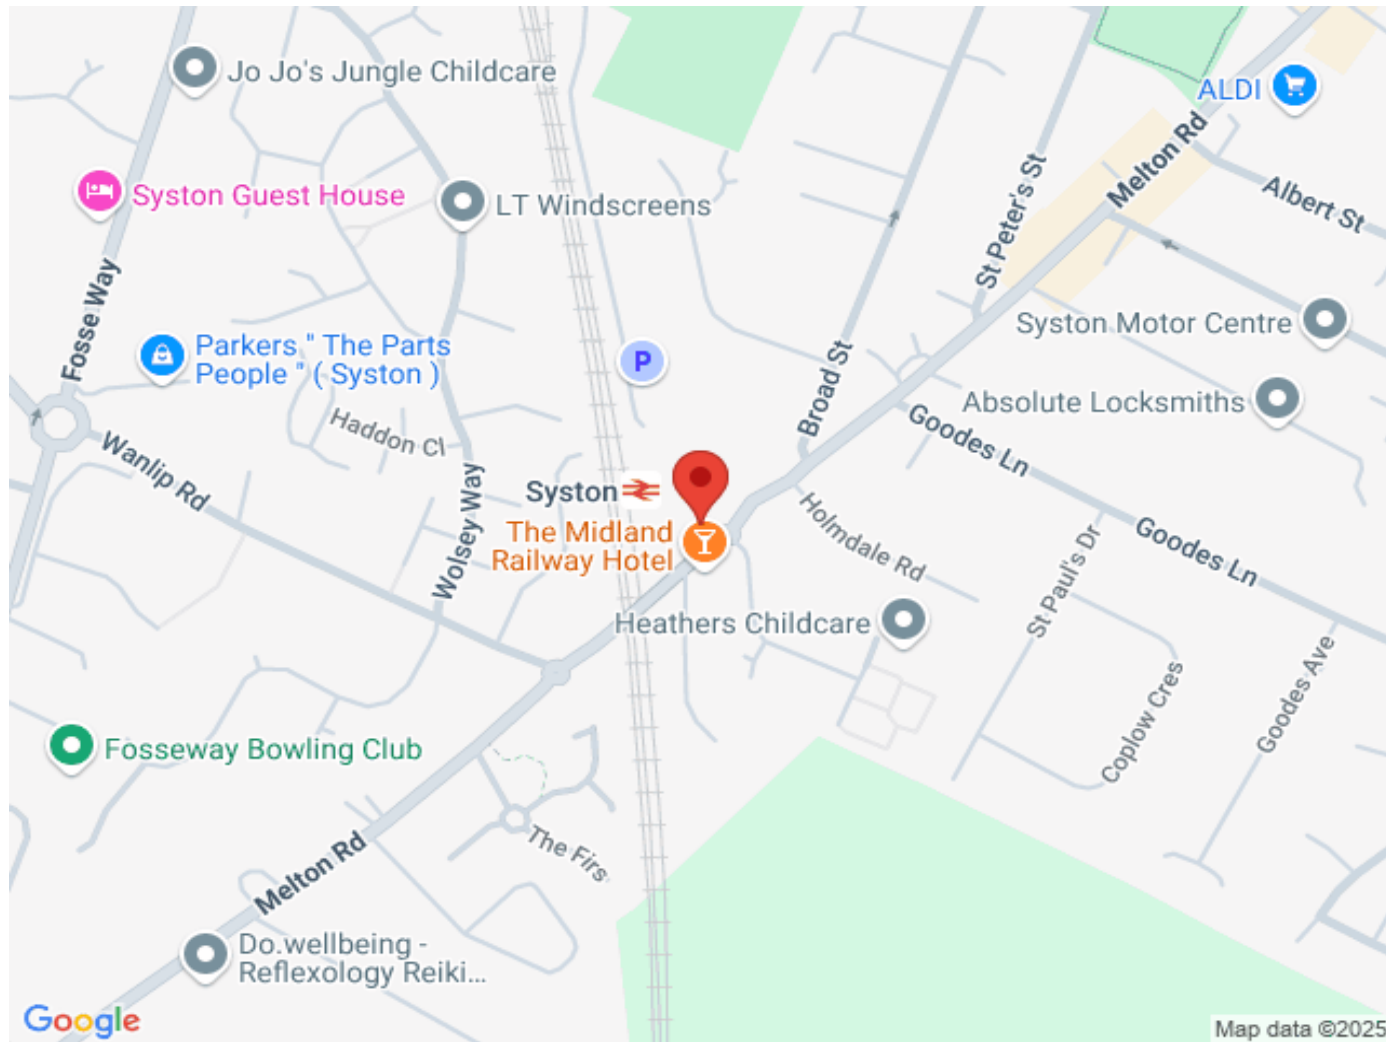 Jo Jo's Jungle Childcare
ALDI
Melton Rd
Syston Guest House
LT Windscreens
St Peter's St
Albert St
Fosse Way
Parkers " The Parts
People " ( Syston )
P
Syston Motor Centre
Broad St
Absolute Locksmiths
Haddon Cl
Goodes Ln
Wanlip Rd
Wolsey Way
Syston
The Midland
Railway Hotel
Holmdale Rd
Goodes Ln
St Paul's Dr
Heathers Childcare
Goodes Ave
Coplow Cres
Fosseway Bowling Club
The Firs
Melton Rd
Do.wellbeing -
Reflexology Reiki...
Google
Map data ©2025